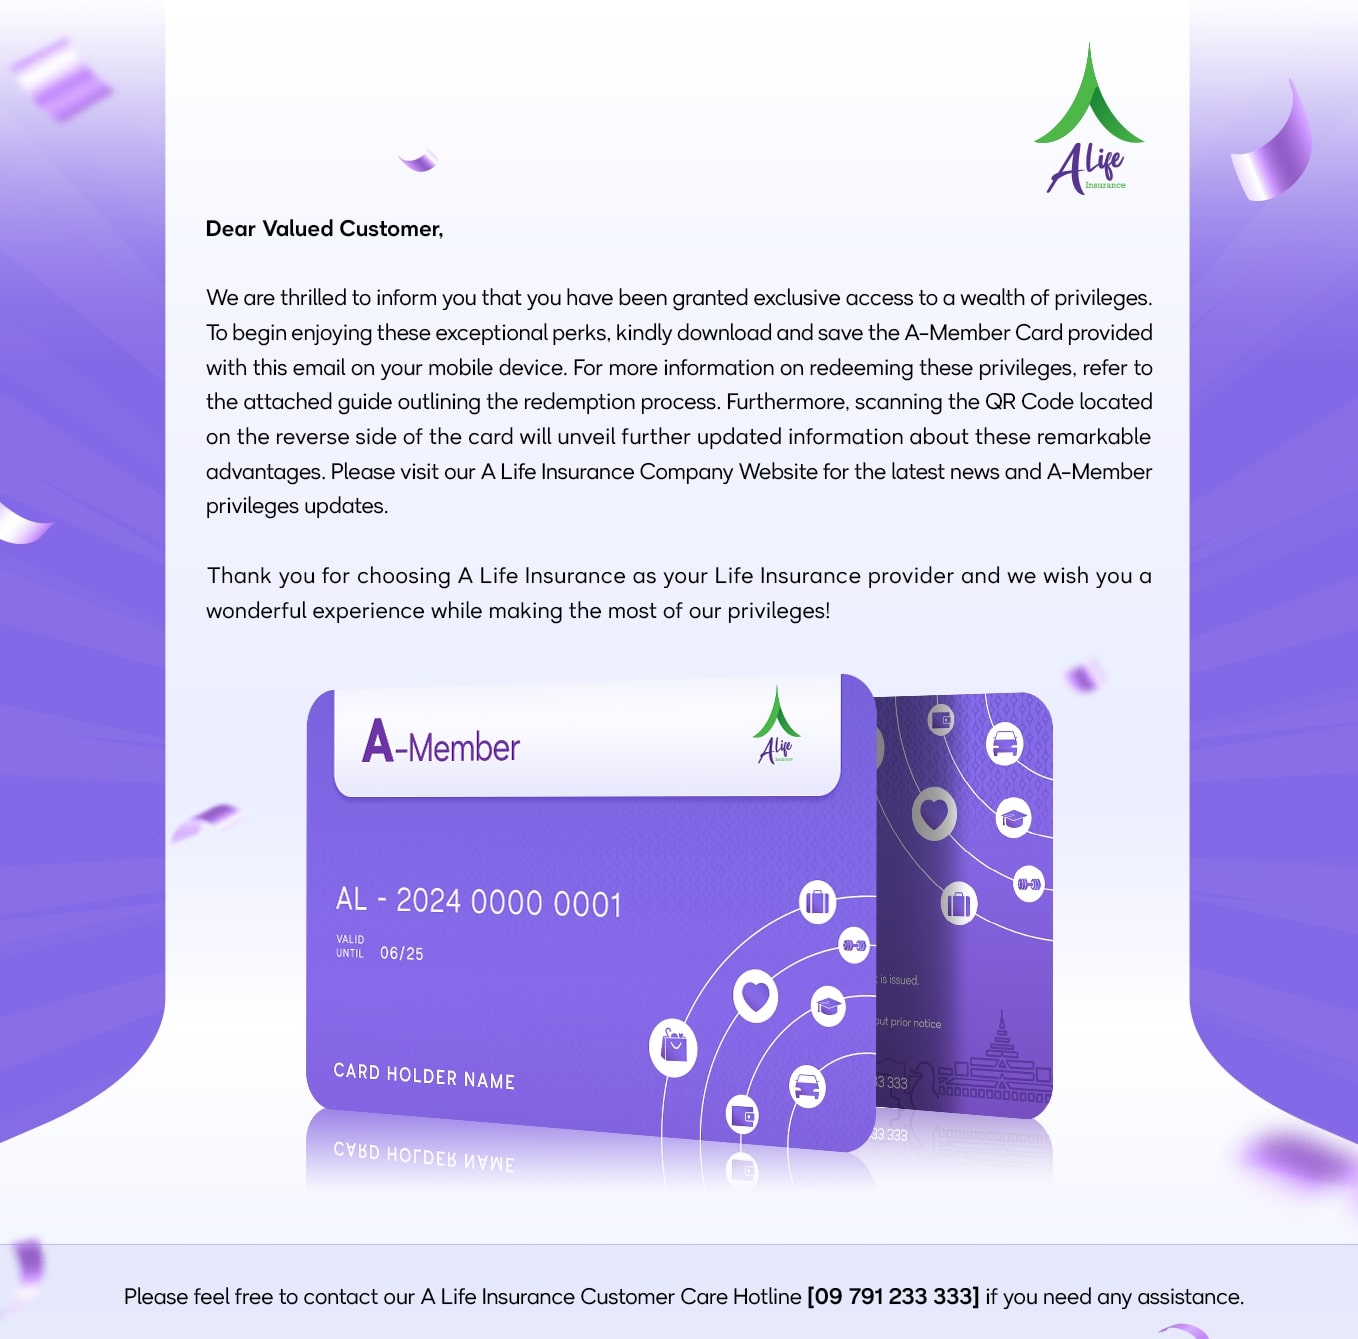 A Life
Insurance
Dear Valued Customer,
We are thrilled to inform you that you have been granted exclusive access to a wealth of privileges.
To begin enjoying these exceptional perks, kindly download and save the A-Member Card provided
with this email on your mobile device. For more information on redeeming these privileges, refer to
the attached guide outlining the redemption process. Furthermore, scanning the QR Code located
on the reverse side of the card will unveil further updated information about these remarkable
advantages. Please visit our A Life Insurance Company Website for the latest news and A-Member
privileges updates.
Thank you for choosing A Life Insurance as your Life Insurance provider and we wish you a
wonderful experience while making the most of our privileges!
A-Member
A Life
Insurance
AL - 2024 0000 0001
VALID
UNTIL 06/25
CARD HOLDER NAME
t is issued.
out prior notice
33 333
Please feel free to contact our A Life Insurance Customer Care Hotline [09 791 233 333] if you need any assistance.